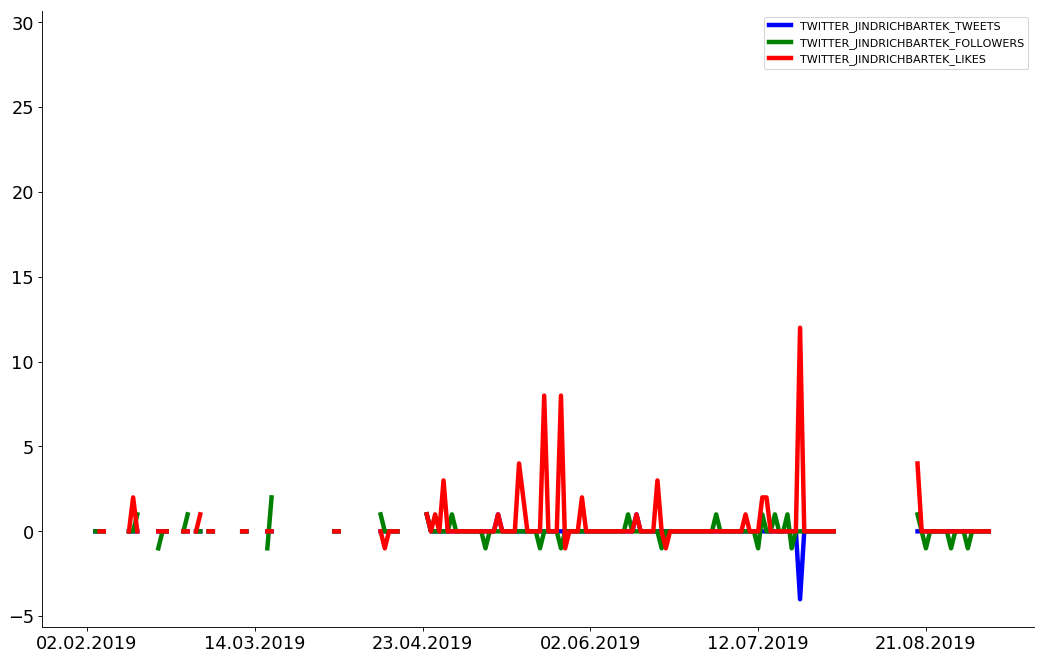 30
25
20
15
10
5
0
−5
02.02.2019 14.03.2019 23.04.2019 02.06.2019 12.07.2019 21.08.2019
TWITTER_JINDRICHBARTEK_TWEETS
TWITTER_JINDRICHBARTEK_FOLLOWERS
TWITTER_JINDRICHBARTEK_LIKES